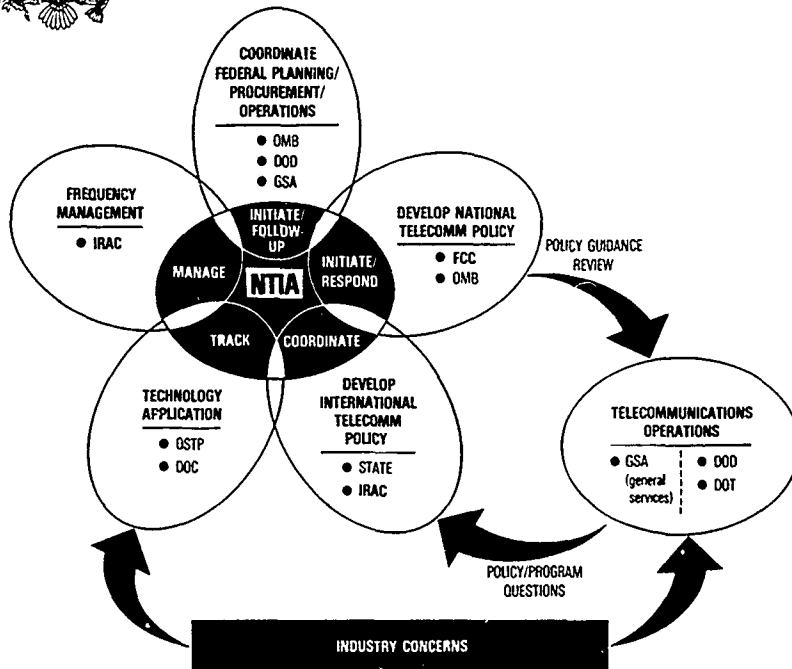 COORDINATE
FEDERAL PLANNING/
PROCUREMENT/
OPERATIONS
● OMB
● DOD
● GSA
FREQUENCY
MANAGEMENT
● IRAC
INITIATE/
FOLLOW-
UP
DEVELOP NATIONAL
TELECOMM POLICY
● FCC
● OMB
MANAGE
NTIA
INITIATE/
RESPOND
POLICY GUIDANCE
REVIEW
TRACK
COORDINATE
TECHNOLOGY
APPLICATION
● OSTP
● DOC
DEVELOP
INTERNATIONAL
TELECOMM
POLICY
● STATE
● IRAC
TELECOMMUNICATIONS
OPERATIONS
● GSA
(general
services)
● DOD
● DOT
POLICY/PROGRAM
QUESTIONS
INDUSTRY CONCERNS